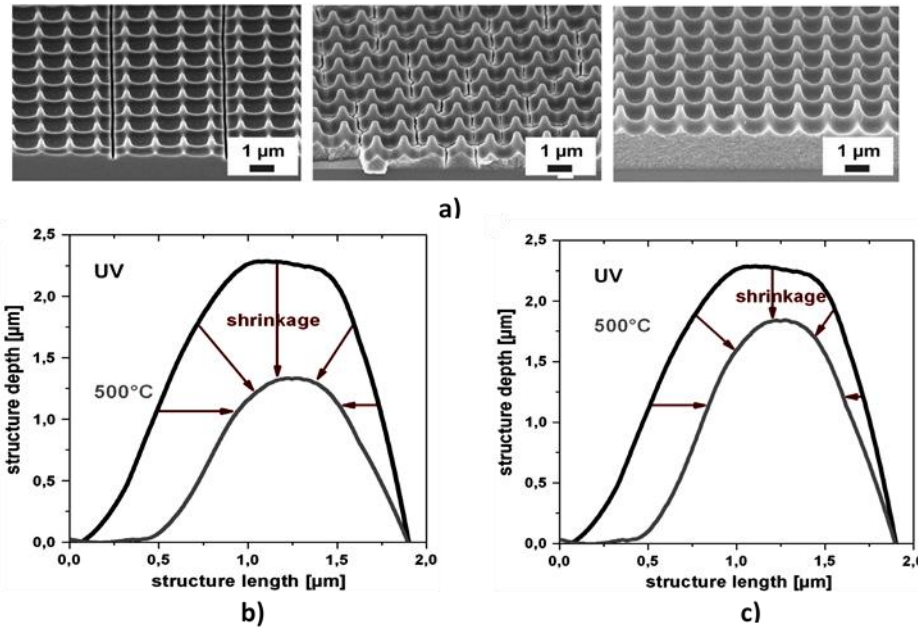 1 µm
1 µm
1 µm
a)
2,5
2,0
1,5
1,0
0,5
0,0
structure depth [µm]
UV
shrinkage
500°C
0,0
0,5
1,0
1,5
2,0
structure length [µm]
b)
2,5
2,0
1,5
1,0
0,5
0,0
structure depth [µm]
UV
shrinkage
500°C
0,0
0,5
1,0
1,5
2,0
structure length [µm]
c)